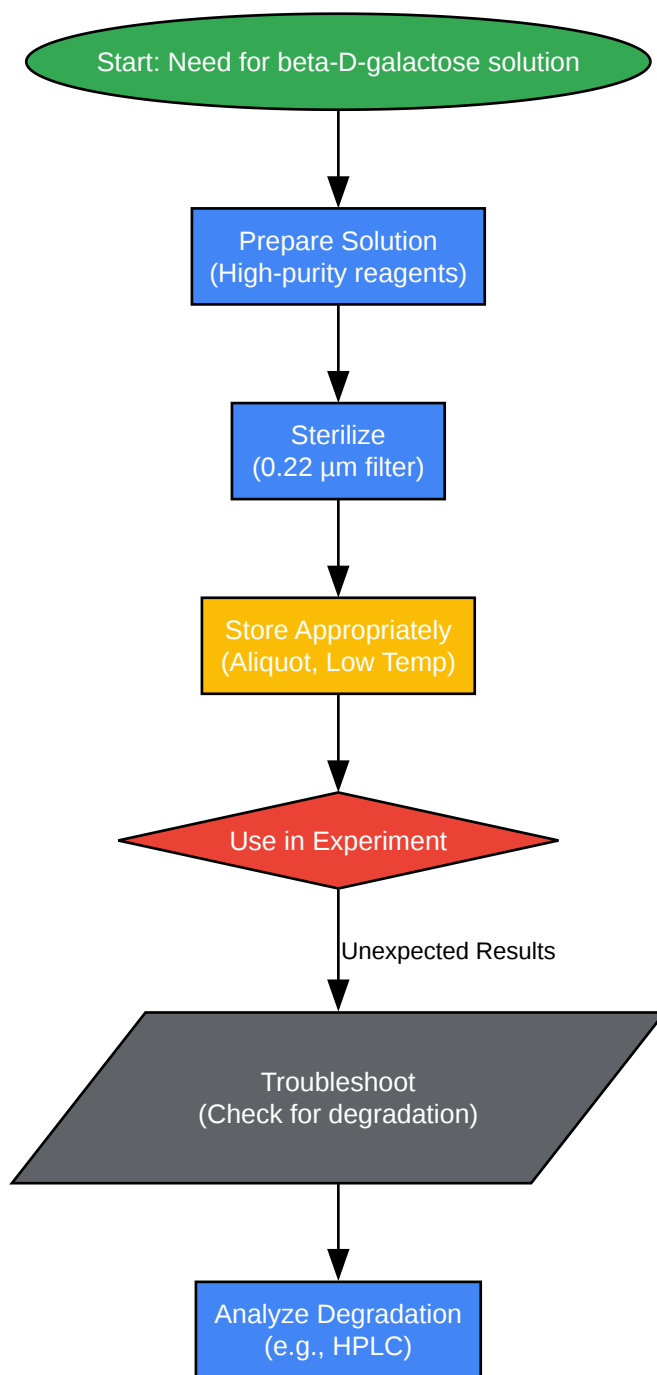 Start: Need for beta-D-galactose solution
Prepare Solution
(High-purity reagents)
Sterilize
(0.22 µm filter)
Store Appropriately
(Aliquot, Low Temp)
Use in Experiment
Unexpected Results
Troubleshoot
(Check for degradation)
Analyze Degradation
(e.g., HPLC)